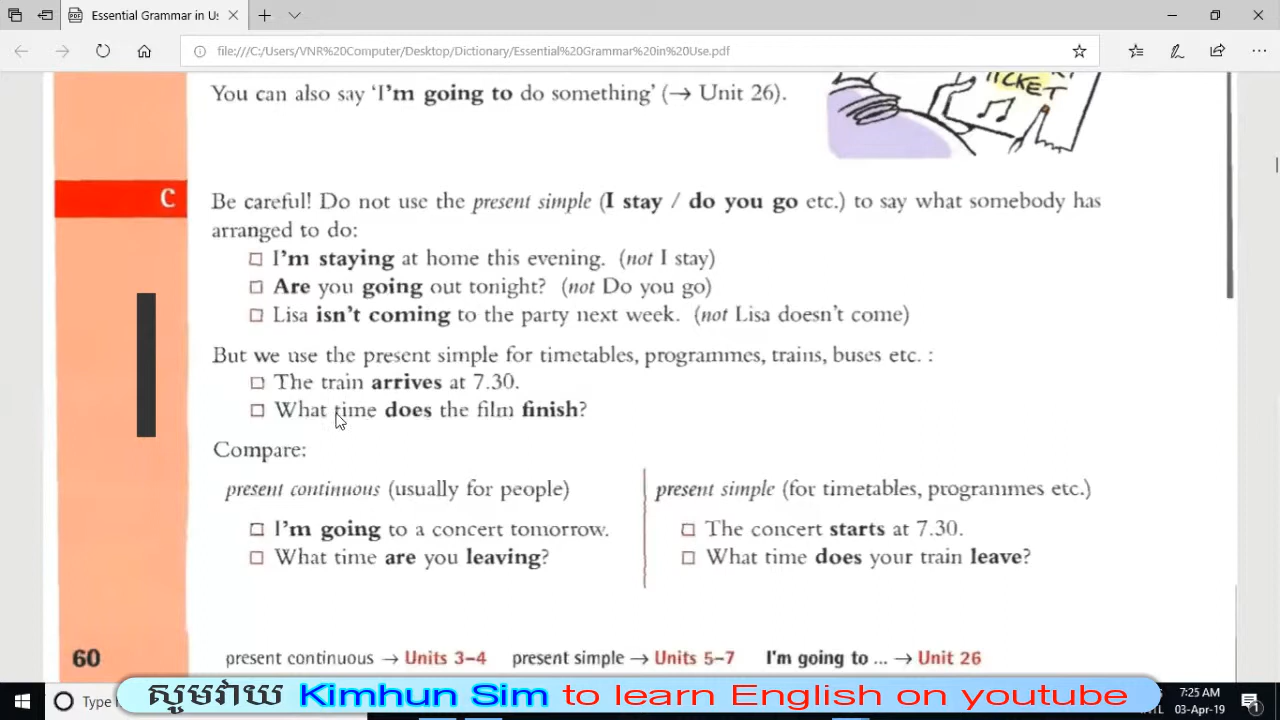 Essential Grammar in Us
file:///C:/Users/VNR%20Computer/Desktop/Dictionary/Essential%20Grammar%20in%20Use.pdf
You can also say 'I'm going to do something' (→ Unit 26).
C
Be careful! Do not use the present simple (I stay / do you go etc.) to say what somebody has
arranged to do:
I'm staying at home this evening. (not I stay)
Are you going out tonight? (not Do you go)
Lisa isn't coming to the party next week. (not Lisa doesn't come)
But we use the present simple for timetables, programmes, trains, buses etc. :
The train arrives at 7.30.
What time does the film finish?
Compare:
present continuous (usually for people)
I'm going to a concert tomorrow.
What time are you leaving?
present simple (for timetables, programmes etc.)
The concert starts at 7.30.
What time does your train leave?
60
present continuous → Units 3–4 present simple → Units 5–7 I'm going to ... → Unit 26
Type
សូមវាយ Kimhun Sim to learn English on youtube
7:25 AM
03-Apr-19